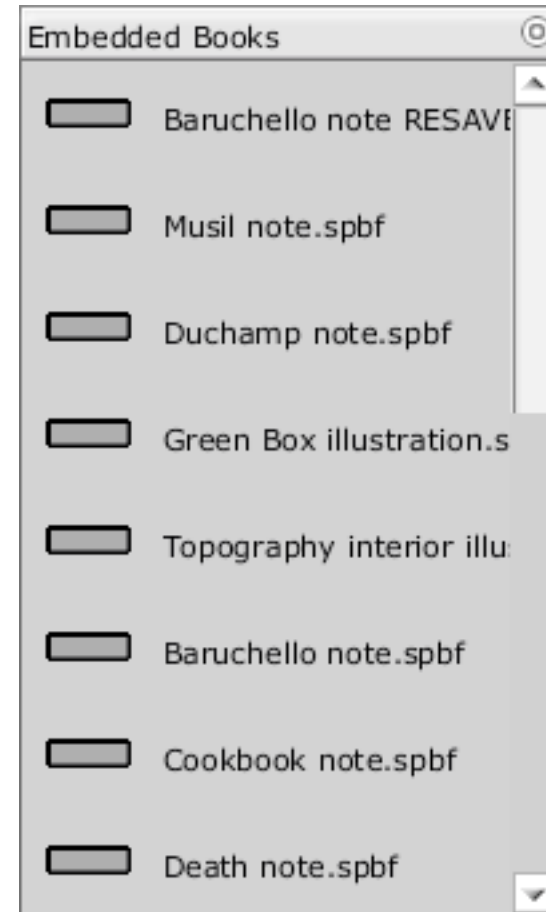 Embedded Books
Baruchello note RESAVE
Musil note.spbf
Duchamp note.spbf
Green Box illustration.s
Topography interior illu
Baruchello note.spbf
Cookbook note.spbf
Death note.spbf